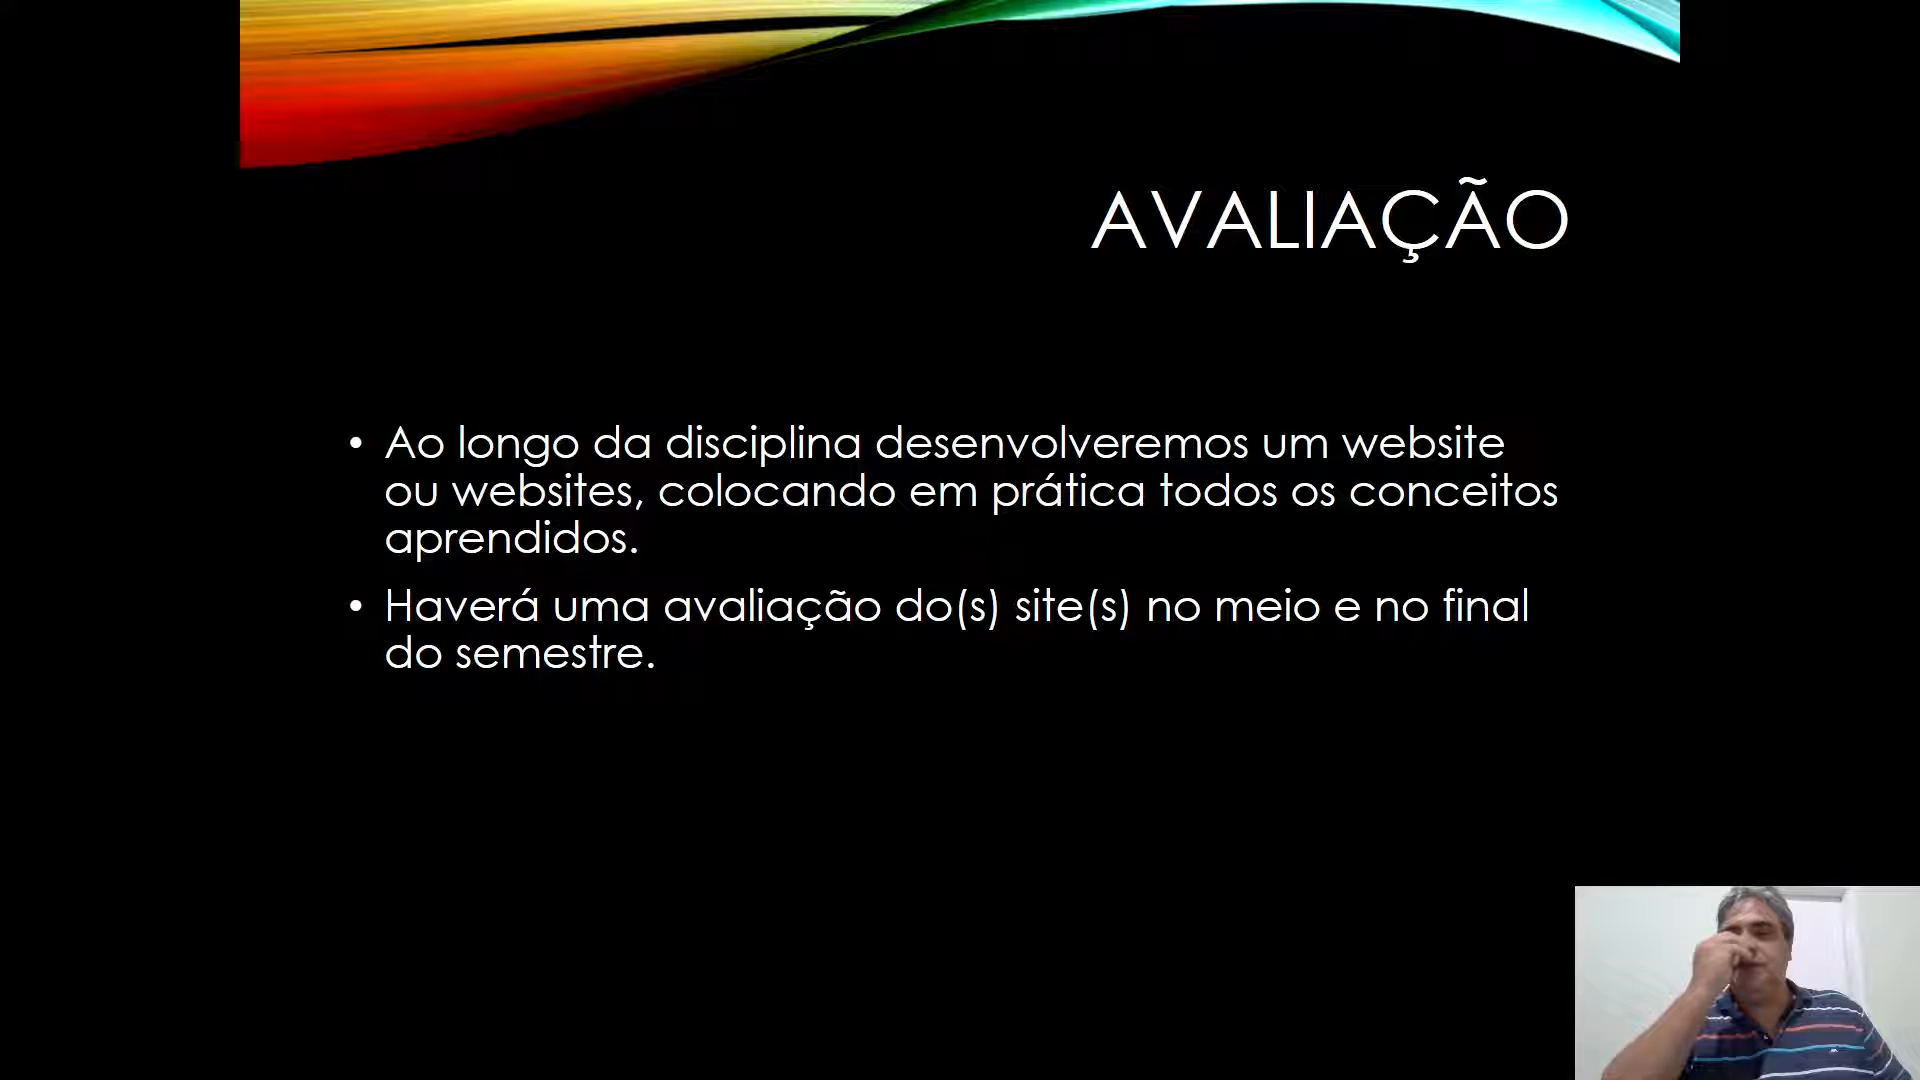 AVALIAÇÃO
• Ao longo da disciplina desenvolveremos um website
ou websites, colocando em prática todos os conceitos
aprendidos.
• Haverá uma avaliação do(s) site(s) no meio e no final
do semestre.